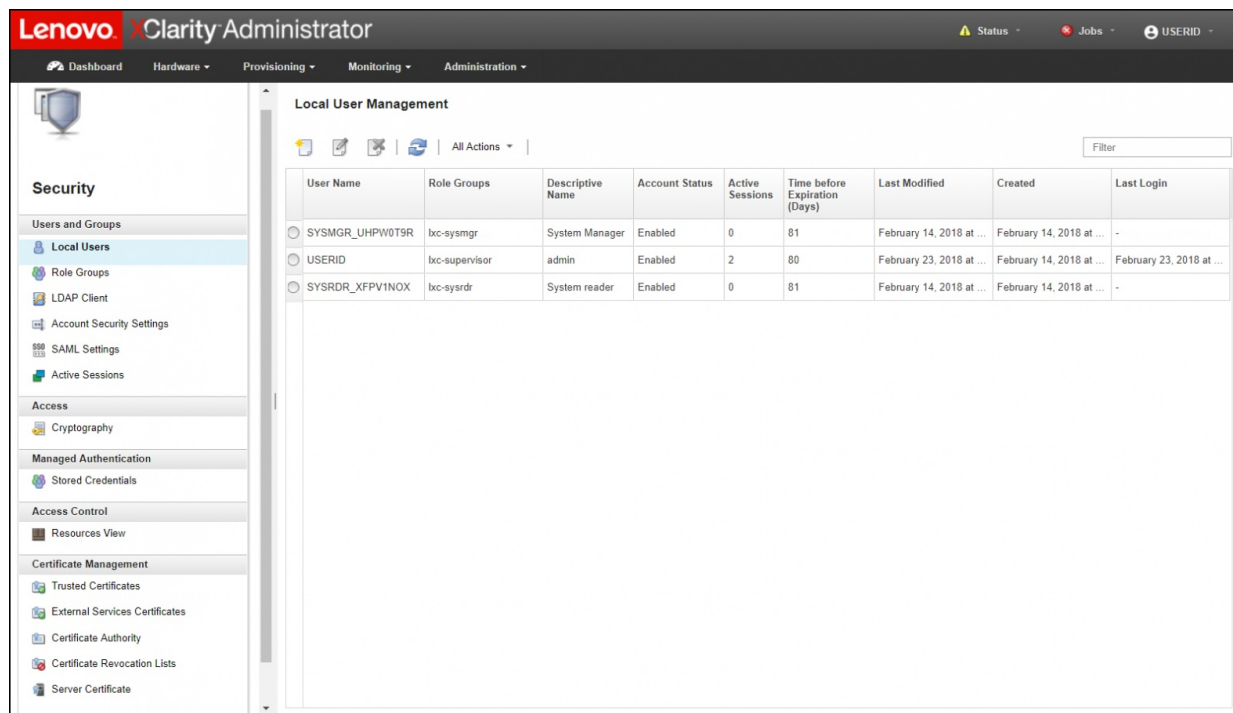 Lenovo. XClarity Administrator
Status
Jobs
USERID
Dashboard
Hardware
Provisioning
Monitoring
Administration
Security
Users and Groups
Local Users
Role Groups
LDAP Client
Account Security Settings
SSO SAML Settings
Active Sessions
Access
Cryptography
Managed Authentication
Stored Credentials
Access Control
Resources View
Certificate Management
Trusted Certificates
External Services Certificates
Certificate Authority
Certificate Revocation Lists
Server Certificate
Local User Management
All Actions
Filter
User Name Role Groups Descriptive Name Account Status Active Sessions Time before Expiration (Days) Last Modified Created Last Login
SYSMGR_UHPW0T9R lxc-sysmgr System Manager Enabled 0 81 February 14, 2018 at ... February 14, 2018 at ... -
USERID lxc-supervisor admin Enabled 2 80 February 23, 2018 at ... February 14, 2018 at ... February 23, 2018 at ...
SYSRDR_XFPV1NOX lxc-sysrdr System reader Enabled 0 81 February 14, 2018 at ... February 14, 2018 at ... -